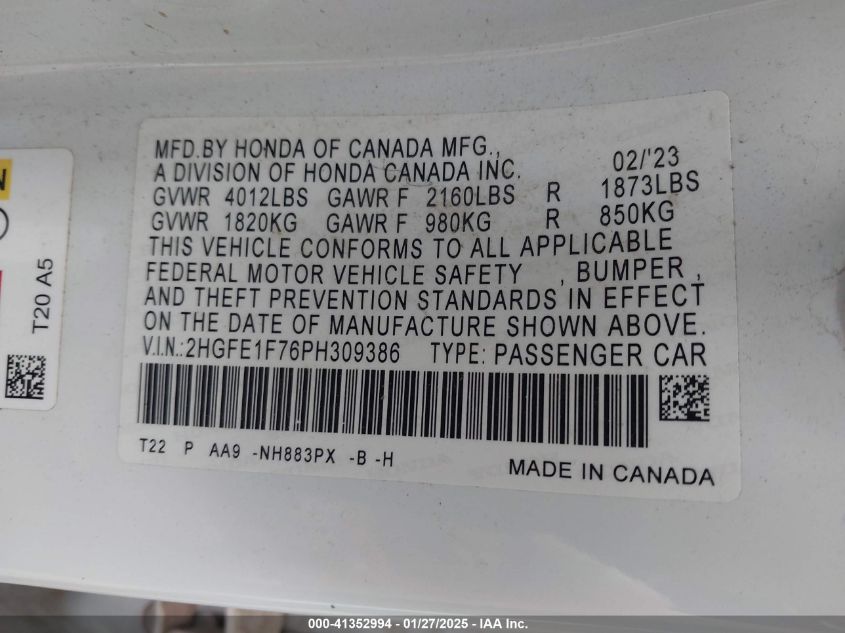 MFD.BY HONDA OF CANADA MFG.,
A DIVISION OF HONDA CANADA INC. 02/'23
GVWR 4012LBS GAWR F 2160LBS R 1873LBS
GVWR 1820KG GAWR F 980KG R 850KG
THIS VEHICLE CONFORMS TO ALL APPLICABLE
FEDERAL MOTOR VEHICLE SAFETY , BUMPER ,
AND THEFT PREVENTION STANDARDS IN EFFECT
ON THE DATE OF MANUFACTURE SHOWN ABOVE.
V.I.N.:2HGFE1F76PH309386 TYPE: PASSENGER CAR
T22 P AA9 -NH883PX -B -H
MADE IN CANADA
T20 A5
000-41352994 - 01/27/2025 - IAA Inc.